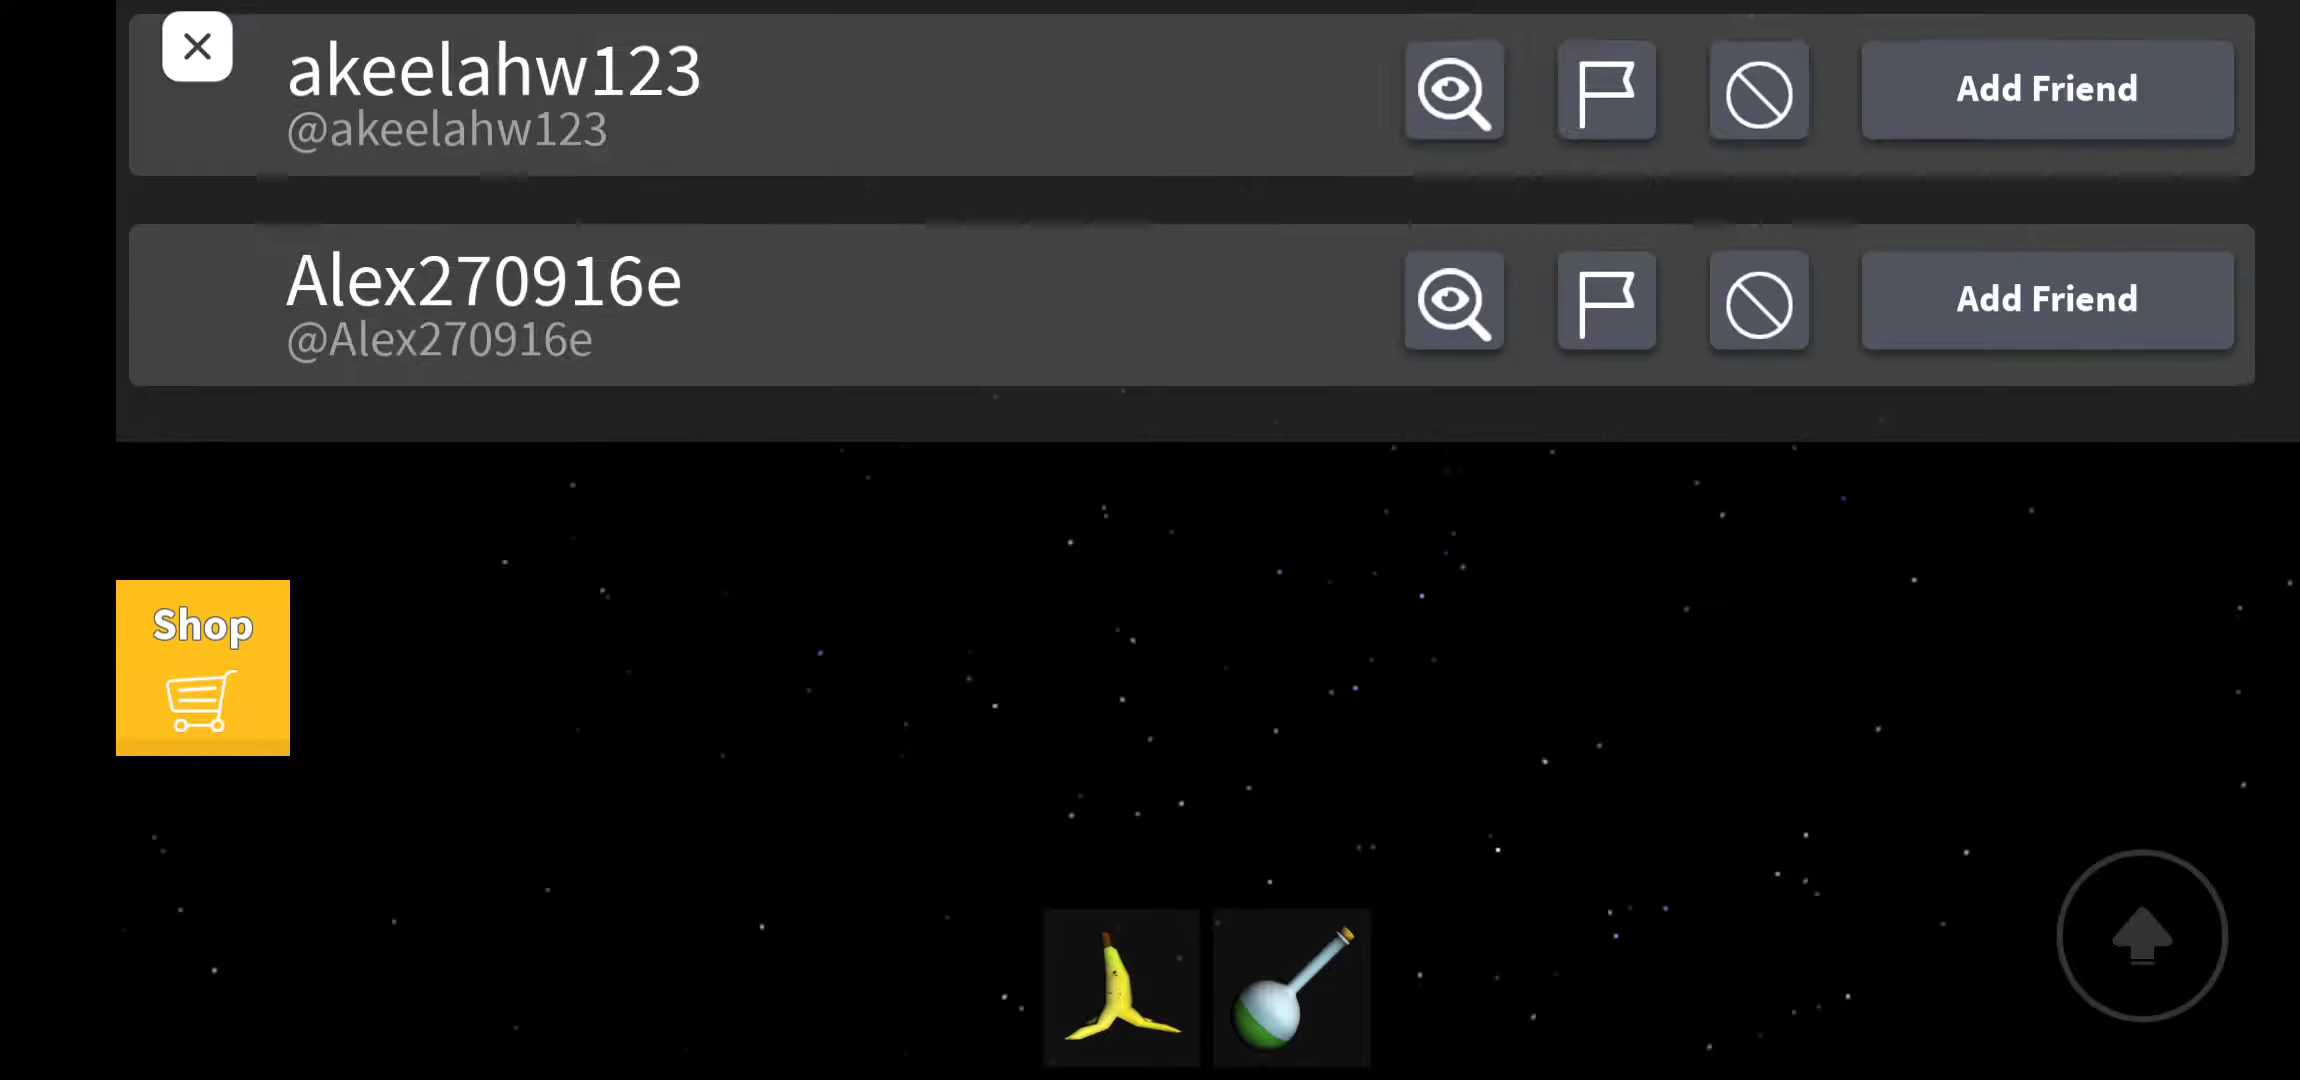 akeelahw123
@akeelahw123
Add Friend
Alex270916e
@Alex270916e
Add Friend
Shop